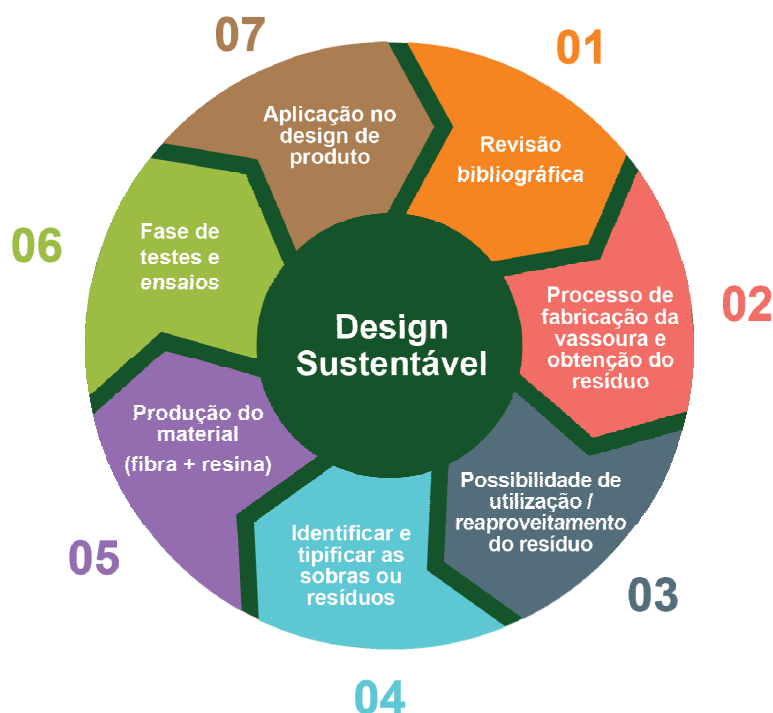 01
Revisão
bibliográfica
02
Processo de
fabricação da
vassoura e
obtenção do
resíduo
03
Possibilidade de
utilização /
reaproveitamento
do resíduo
04
Identificar e
tipificar as
sobras ou
resíduos
05
Produção do
material
(fibra + resina)
06
Fase de
testes e
ensaios
07
Aplicação no
design de
produto
Design
Sustentável